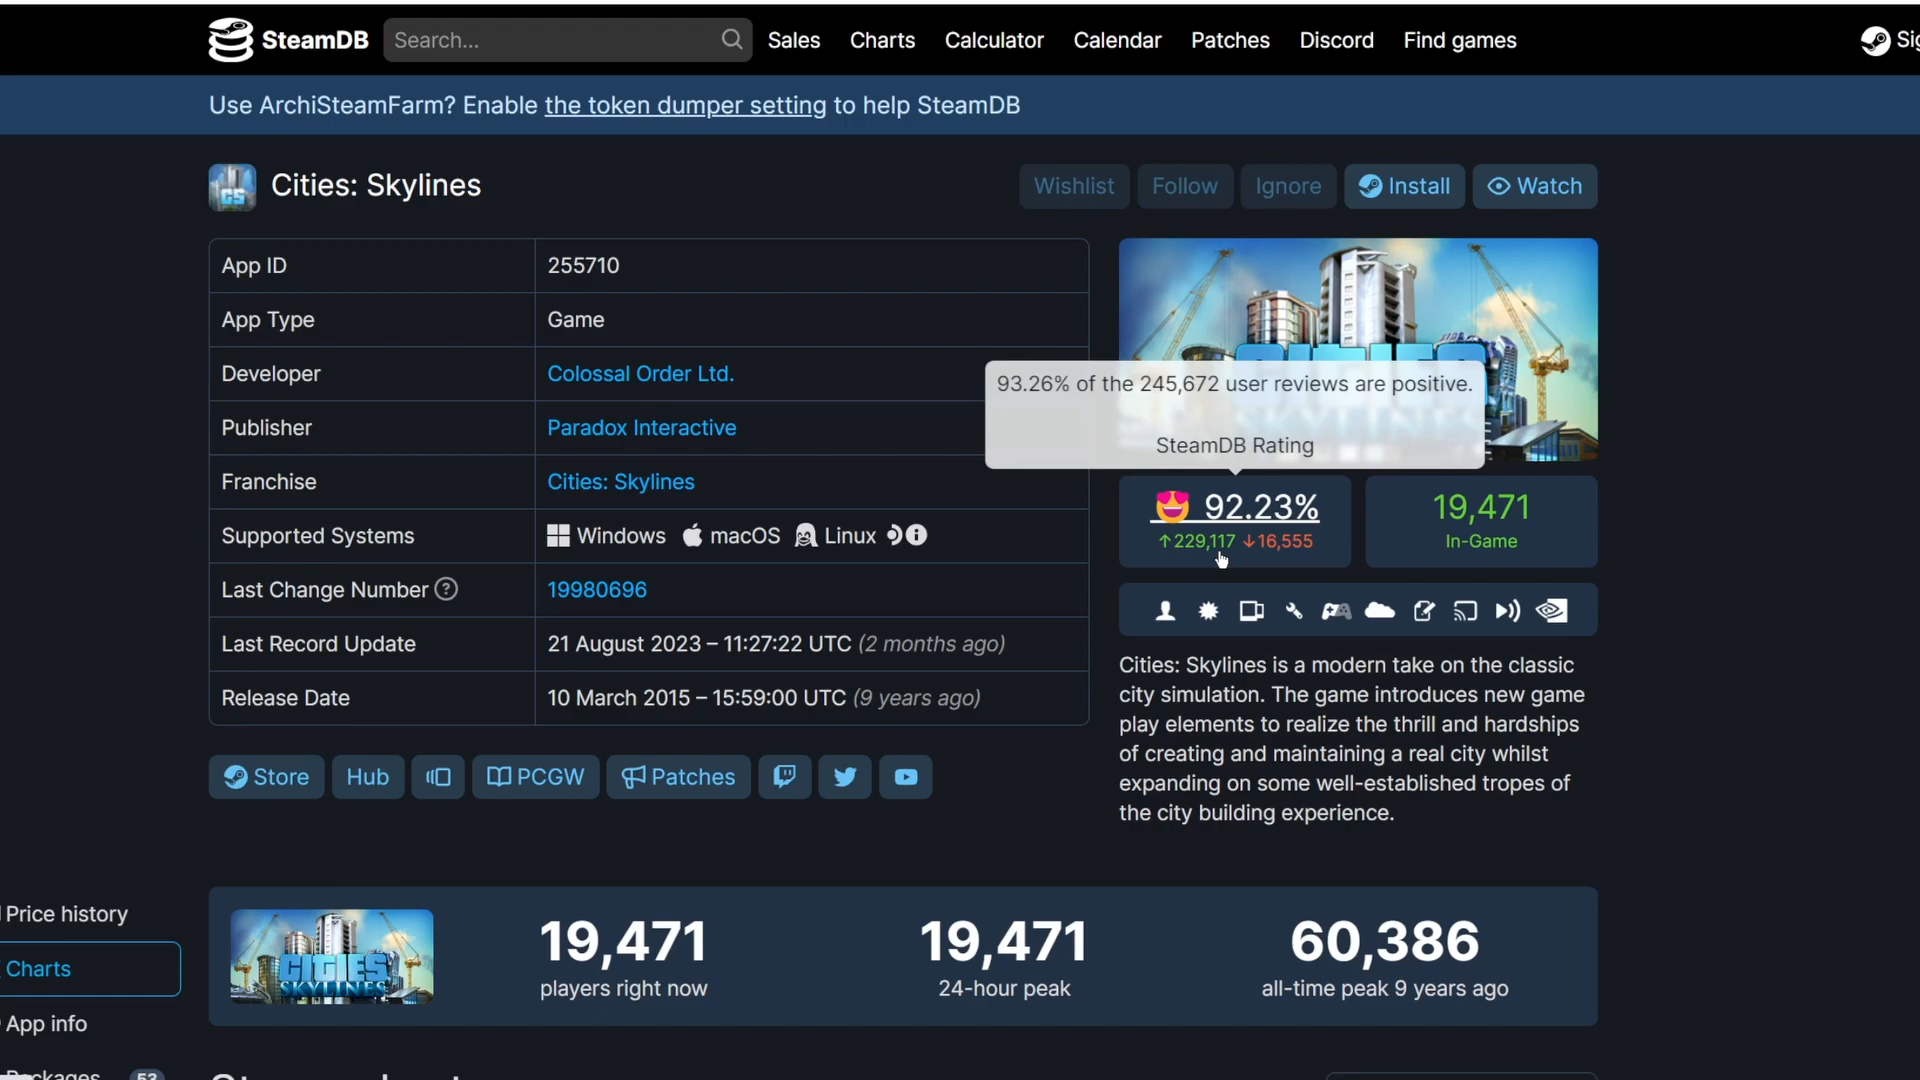 SteamDB Search... Sales Charts Calculator Calendar Patches Discord Find games
Use ArchiSteamFarm? Enable the token dumper setting to help SteamDB
Cities: Skylines
Wishlist Follow Ignore Install Watch
App ID 255710
App Type Game
Developer Colossal Order Ltd.
Publisher Paradox Interactive
Franchise Cities: Skylines
Supported Systems Windows macOS Linux
Last Change Number 19980696
Last Record Update 21 August 2023 – 11:27:22 UTC (2 months ago)
Release Date 10 March 2015 – 15:59:00 UTC (9 years ago)
93.26% of the 245,672 user reviews are positive.
SteamDB Rating
92.23%
↑229,117 ↓16,555
19,471
In-Game
Cities: Skylines is a modern take on the classic
city simulation. The game introduces new game
play elements to realize the thrill and hardships
of creating and maintaining a real city whilst
expanding on some well-established tropes of
the city building experience.
Store Hub PCGW Patches
Price history
Charts
App info
CITIES
SKYLINES
19,471
players right now
19,471
24-hour peak
60,386
all-time peak 9 years ago
53